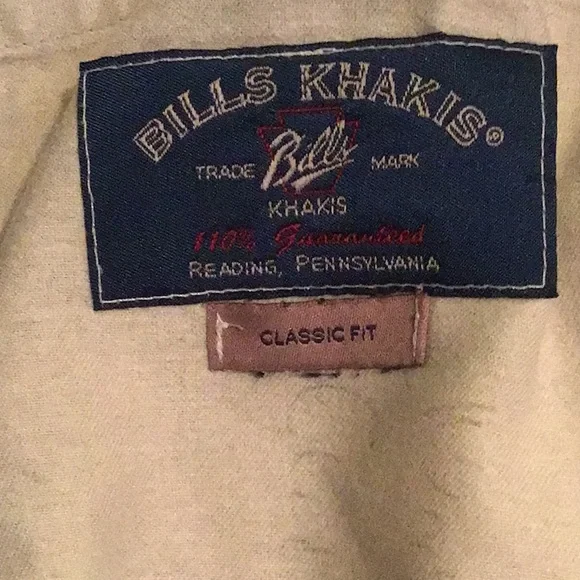 BILLS KHAKIS®
TRADE Bills MARK
KHAKIS
110% Guaranteed
READING, PENNSYLVANIA
CLASSIC FIT